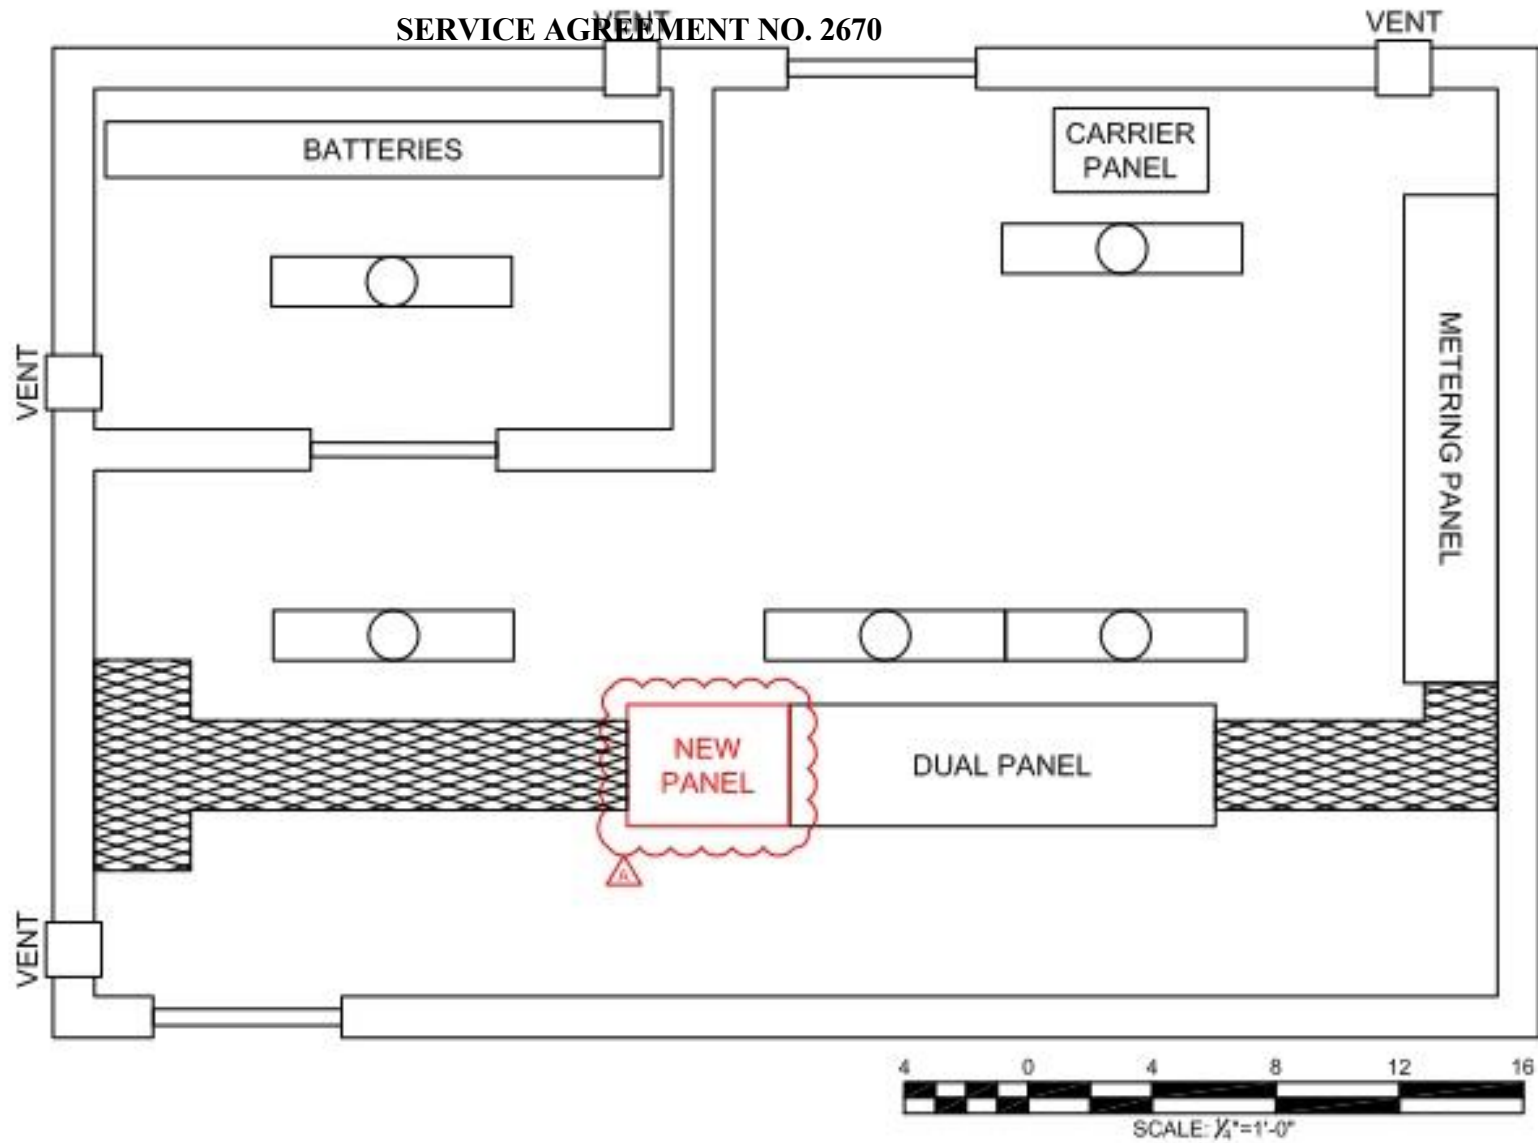 SERVICE AGREEMENT NO. 2670
VENT
VENT
BATTERIES
CARRIER
PANEL
VENT
METERING PANEL
NEW
PANEL
DUAL PANEL
VENT
4 0 4 8 12 16
SCALE: ¼"=1'-0"